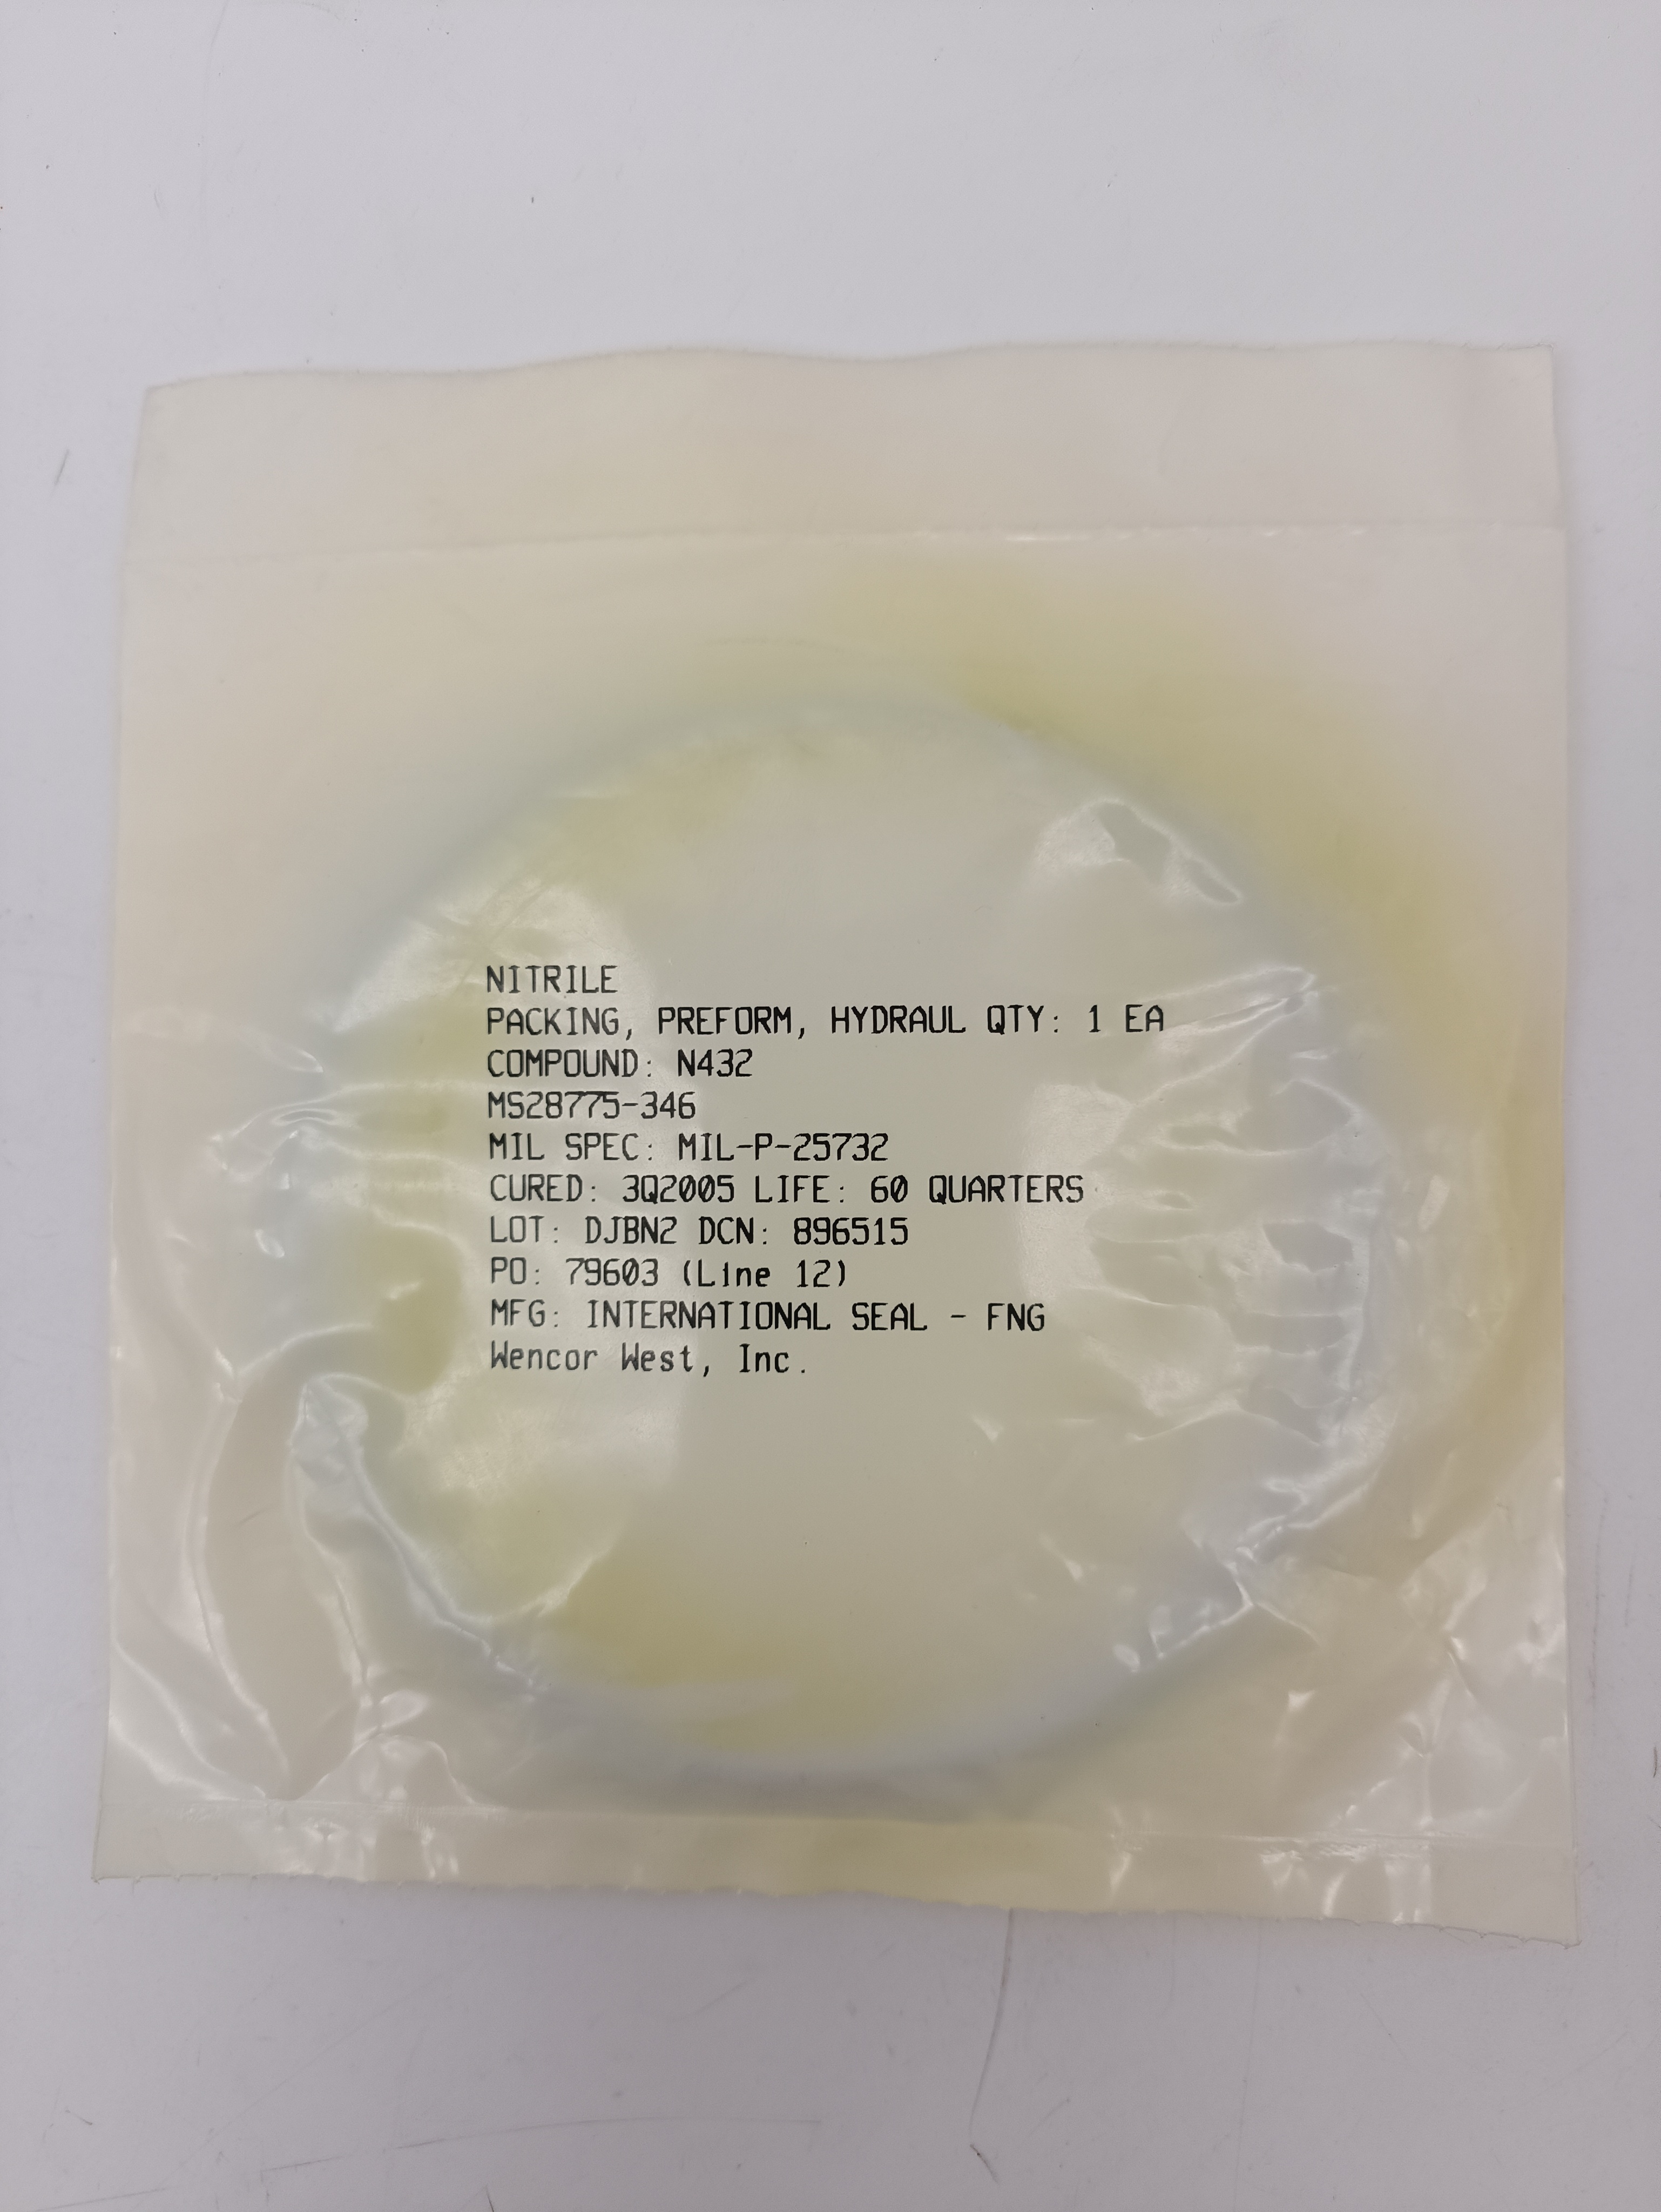 NITRILE
PACKING, PREFORM, HYDRAUL QTY: 1 EA
COMPOUND: N432
MS28775-346
MIL SPEC: MIL-P-25732
CURED: 3Q2005 LIFE: 60 QUARTERS
LOT: DJBN2 DCN: 896515
PO: 79603 (Line 12)
MFG: INTERNATIONAL SEAL - FNG
Wencor West, Inc.